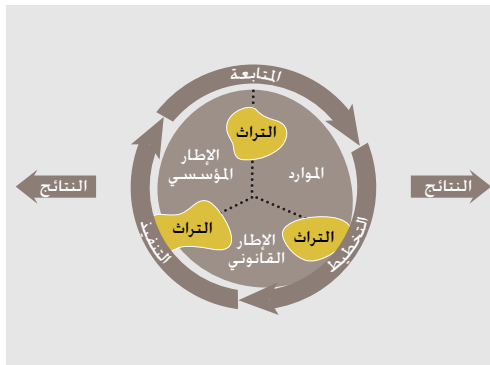 المتابعة
التراث
الإطار
المؤسسي
الموارد
النتائج
النتائج
التراث
التراث
الإطار
القانوني
التخطيط
التنفيذ